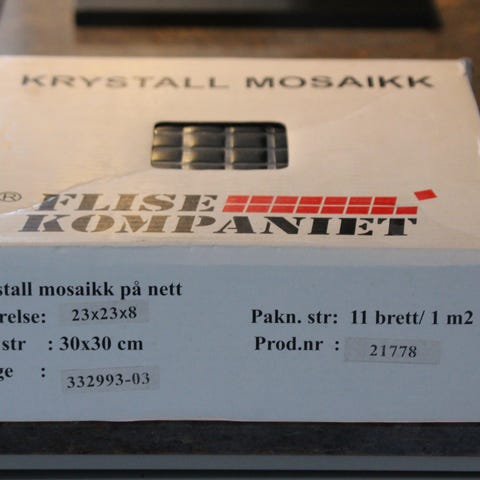 KRYSTALL MOSAIKK
® FLISE
KOMPANIET
stall mosaikk på nett
relse: 23x23x8
Pakn. str: 11 brett/ 1 m2
str : 30x30 cm
Prod.nr : 21778
ge : 332993-03